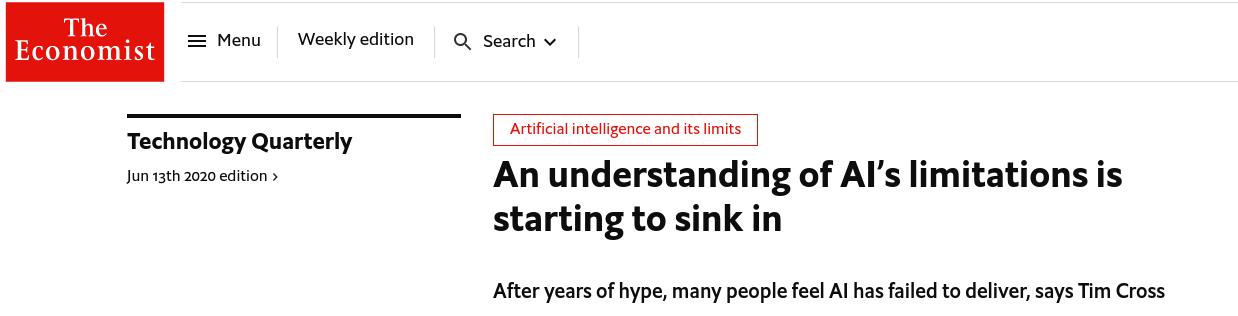 The
Economist
Menu
Weekly edition
Search
Technology Quarterly
Jun 13th 2020 edition >
Artificial intelligence and its limits
An understanding of AI’s limitations is
starting to sink in
After years of hype, many people feel AI has failed to deliver, says Tim Cross